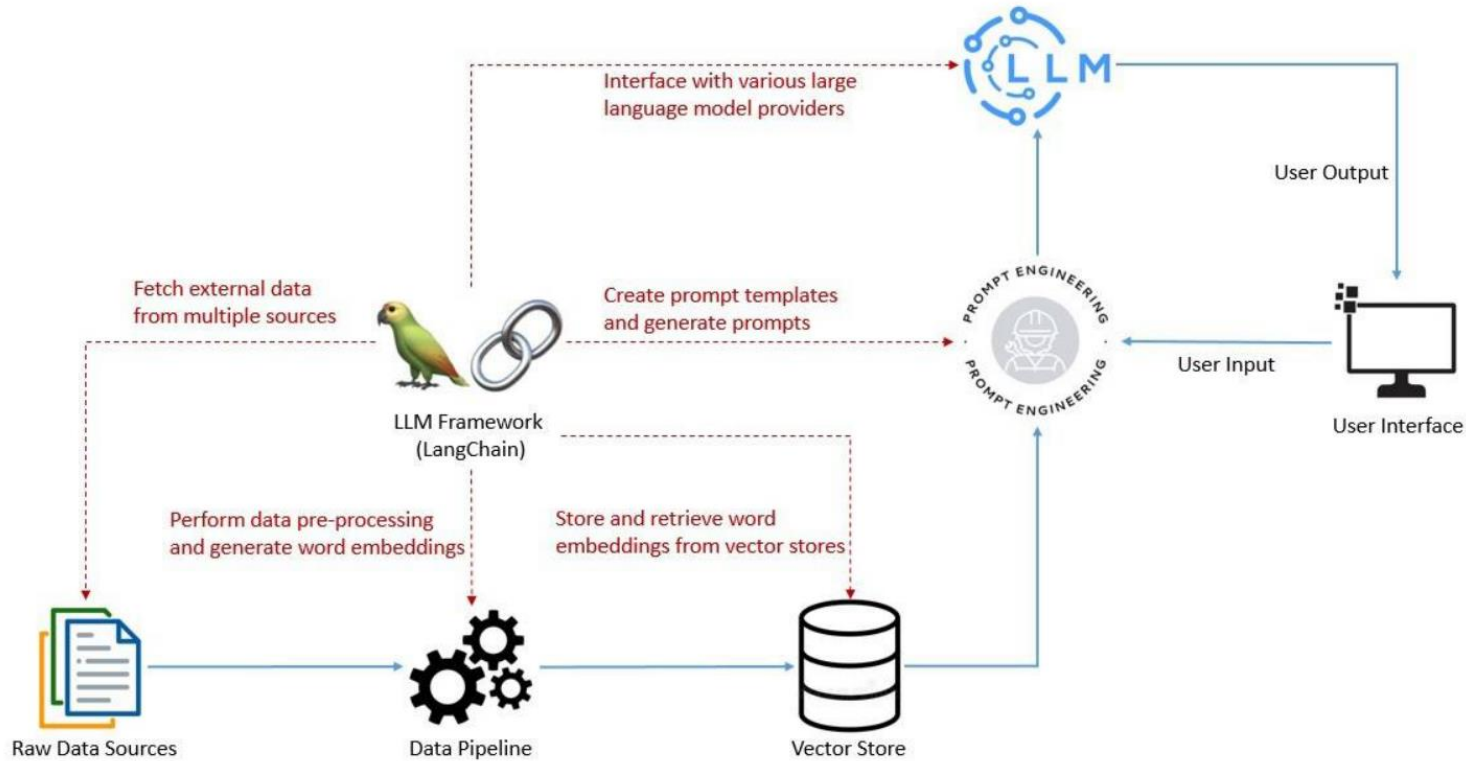 LLM
Interface with various large
language model providers
User Output
Fetch external data
from multiple sources
Create prompt templates
and generate prompts
PROMPT ENGINEERING
PROMPT ENGINEERING
User Input
LLM Framework
(LangChain)
User Interface
Perform data pre-processing
and generate word embeddings
Store and retrieve word
embeddings from vector stores
Raw Data Sources
Data Pipeline
Vector Store